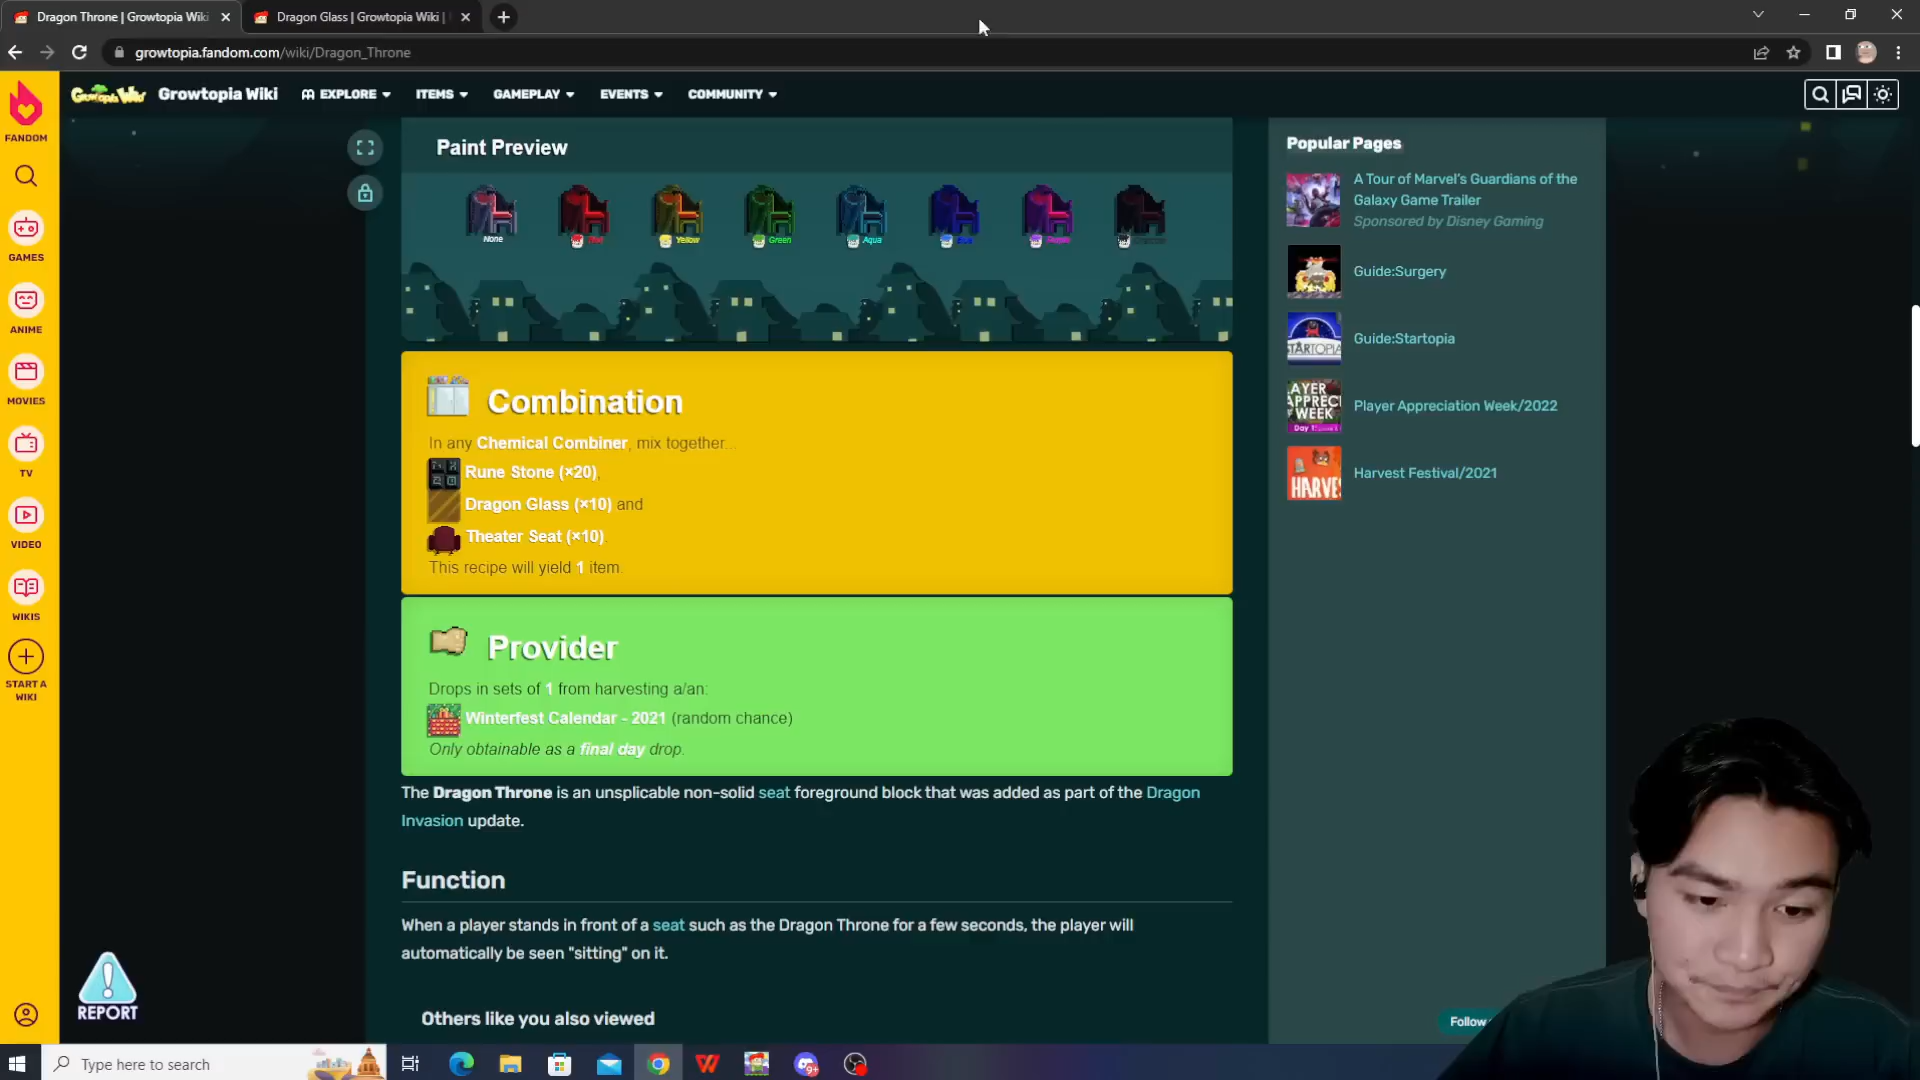 Dragon Throne | Growtopia Wiki
Dragon Glass | Growtopia Wiki |
growtopia.fandom.com/wiki/Dragon_Throne
Growtopia Wiki
EXPLORE
ITEMS
GAMEPLAY
EVENTS
COMMUNITY
FANDOM
GAMES
ANIME
MOVIES
TV
VIDEO
WIKIS
START A
WIKI
Paint Preview
None
Red
Yellow
Green
Aqua
Blue
Purple
Combination
In any Chemical Combiner, mix together...
Rune Stone (×20),
Dragon Glass (×10) and
Theater Seat (×10)
This recipe will yield 1 item.
Provider
Drops in sets of 1 from harvesting a/an:
Winterfest Calendar - 2021 (random chance)
Only obtainable as a final day drop.
The Dragon Throne is an unsplicable non-solid seat foreground block that was added as part of the Dragon
Invasion update.
Function
When a player stands in front of a seat such as the Dragon Throne for a few seconds, the player will
automatically be seen "sitting" on it.
Others like you also viewed
Popular Pages
A Tour of Marvel's Guardians of the
Galaxy Game Trailer
Sponsored by Disney Gaming
Guide:Surgery
Guide:Startopia
Player Appreciation Week/2022
Harvest Festival/2021
Follow
REPORT
Type here to search